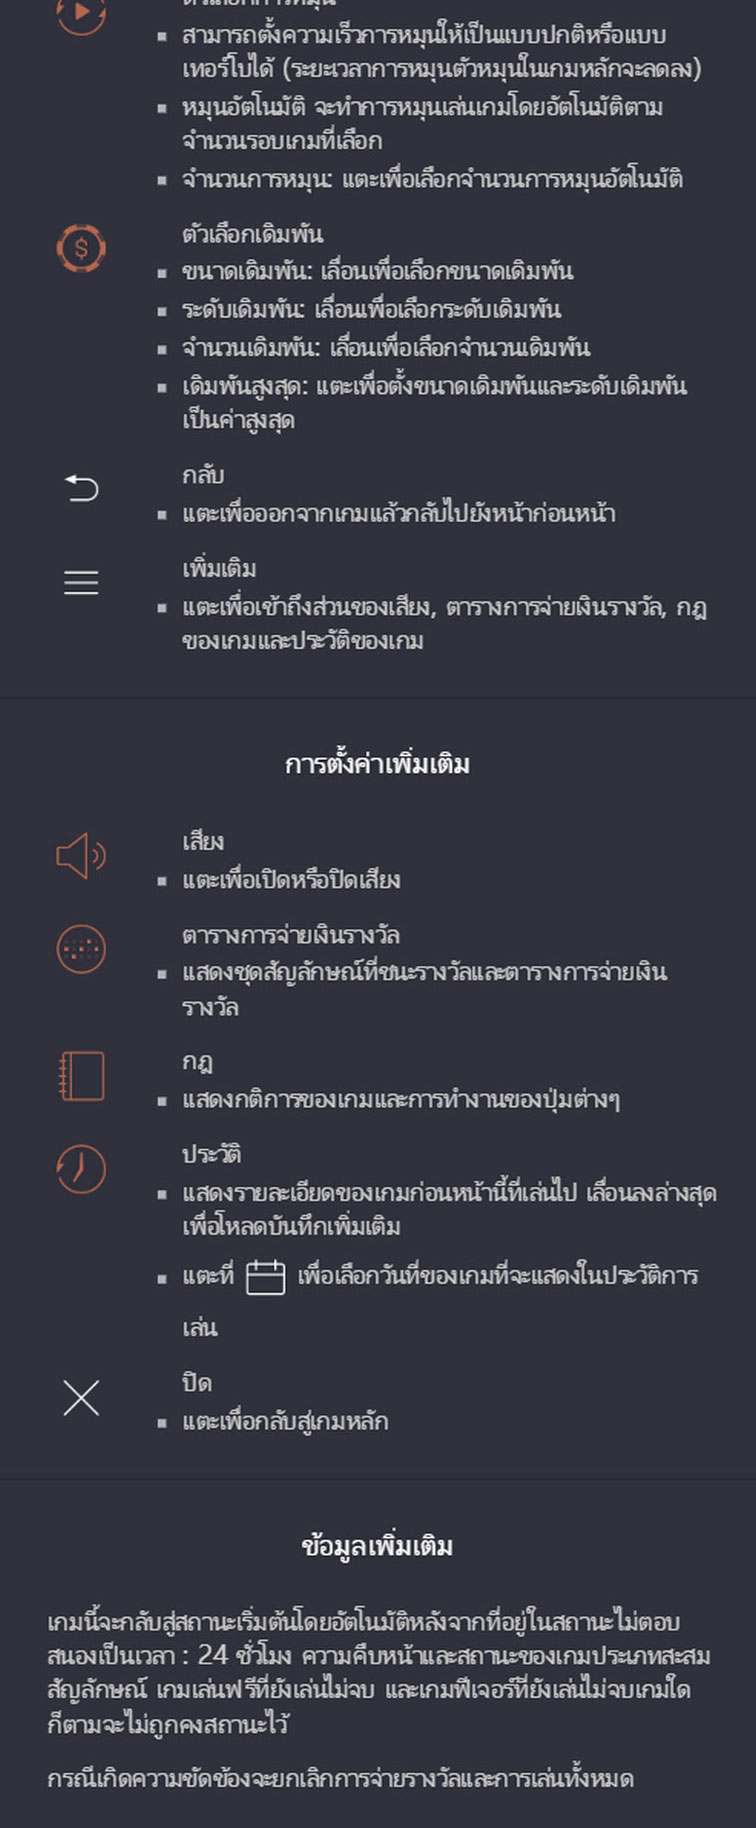 สามารถตั้งความเร็วการหมุนให้เป็นแบบปกติหรือแบบ
เทอร์โบได้ (ระยะเวลาการหมุนตัวหมุนในเกมหลักจะลดลง)
หมุนอัตโนมัติ จะทำการหมุนเล่นเกมโดยอัตโนมัติตาม
จำนวนรอบเกมที่เลือก
จำนวนการหมุน: แตะเพื่อเลือกจำนวนการหมุนอัตโนมัติ
ตัวเลือกเดิมพัน
ขนาดเดิมพัน: เลื่อนเพื่อเลือกขนาดเดิมพัน
ระดับเดิมพัน: เลื่อนเพื่อเลือกระดับเดิมพัน
จำนวนเดิมพัน: เลื่อนเพื่อเลือกจำนวนเดิมพัน
เดิมพันสูงสุด: แตะเพื่อตั้งขนาดเดิมพันและระดับเดิมพัน
เป็นค่าสูงสุด
กลับ
แตะเพื่อออกจากเกมแล้วกลับไปยังหน้าก่อนหน้า
เพิ่มเติม
แตะเพื่อเข้าถึงส่วนของเสียง, ตารางการจ่ายเงินรางวัล, กฎ
ของเกมและประวัติของเกม
การตั้งค่าเพิ่มเติม
เสียง
แตะเพื่อเปิดหรือปิดเสียง
ตารางการจ่ายเงินรางวัล
แสดงชุดสัญลักษณ์ที่ชนะรางวัลและตารางการจ่ายเงิน
รางวัล
กฎ
แสดงกติการของเกมและการทำงานของปุ่มต่างๆ
ประวัติ
แสดงรายละเอียดของเกมก่อนหน้านี้ที่เล่นไป เลื่อนลงล่างสุด
เพื่อโหลดบันทึกเพิ่มเติม
แตะที่ เพื่อเลือกวันที่ของเกมที่จะแสดงในประวัติการ
เล่น
ปิด
แตะเพื่อกลับสู่เกมหลัก
ข้อมูลเพิ่มเติม
เกมนี้จะกลับสู่สถานะเริ่มต้นโดยอัตโนมัติหลังจากที่อยู่ในสถานะไม่ตอบ
สนองเป็นเวลา : 24 ชั่วโมง ความคืบหน้าและสถานะของเกมประเภทสะสม
สัญลักษณ์ เกมเล่นฟรีที่ยังเล่นไม่จบ และเกมฟีเจอร์ที่ยังเล่นไม่จบเกมใด
ก็ตามจะไม่ถูกคงสถานะไว้
กรณีเกิดความขัดข้องจะยกเลิกการจ่ายรางวัลและการเล่นทั้งหมด